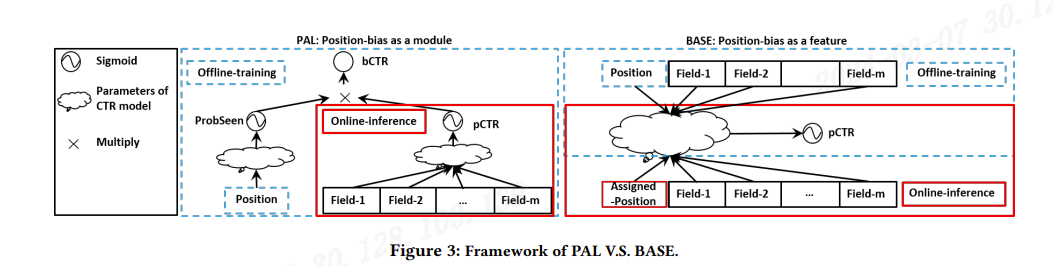 PAL: Position-bias as a module
BASE: Position-bias as a feature
Sigmoid
Parameters of
CTR model
Multiply
Offline-training
bCTR
ProbSeen
Online-inference
pCTR
Position
Field-1
Field-2
...
Field-m
Position
Field-1
Field-2
Field-m
Offline-training
pCTR
Assigned
-Position
Field-1
Field-2
...
Field-m
Online-inference
Figure 3: Framework of PAL V.S. BASE.